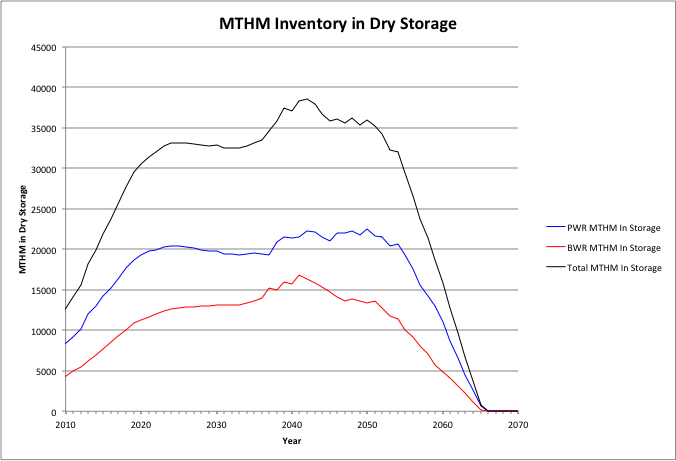 MTHM Inventory in Dry Storage
45000
40000
35000
30000
25000
20000
15000
10000
5000
0
MTHM in Dry Storage
2010 2020 2030 2040 2050 2060 2070
Year
PWR MTHM In Storage
BWR MTHM In Storage
Total MTHM In Storage